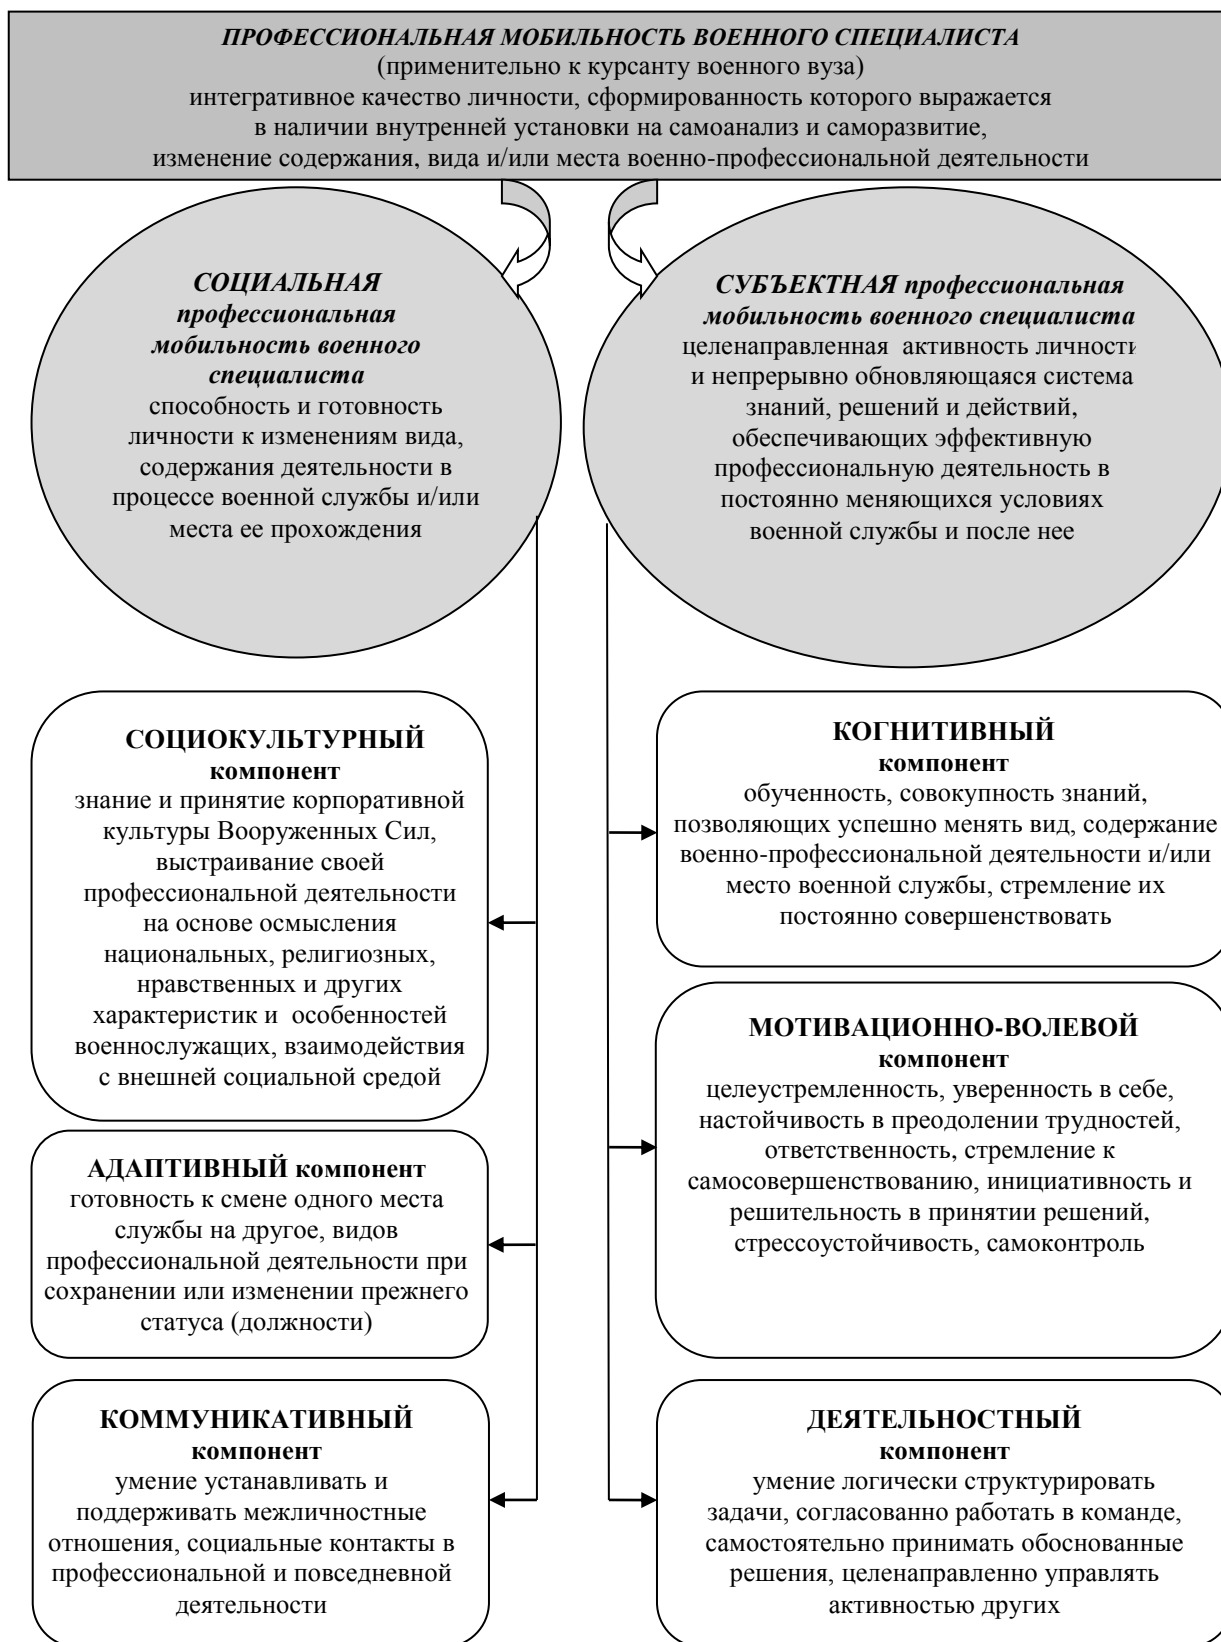 ПРОФЕССИОНАЛЬНАЯ МОБИЛЬНОСТЬ ВОЕННОГО СПЕЦИАЛИСТА
(применительно к курсанту военного вуза)
интегративное качество личности, сформированность которого выражается
в наличии внутренней установки на самоанализ и саморазвитие,
изменение содержания, вида и/или места военно-профессиональной деятельности
СОЦИАЛЬНАЯ
профессиональная
мобильность военного
специалиста
способность и готовность
личности к изменениям вида,
содержания деятельности в
процессе военной службы и/или
места ее прохождения
СУБЪЕКТНАЯ профессиональная
мобильность военного специалиста
целенаправленная активность личности
и непрерывно обновляющаяся система
знаний, решений и действий,
обеспечивающих эффективную
профессиональную деятельность в
постоянно меняющихся условиях
военной службы и после нее
СОЦИОКУЛЬТУРНЫЙ
компонент
знание и принятие корпоративной
культуры Вооруженных Сил,
выстраивание своей
профессиональной деятельности
на основе осмысления
национальных, религиозных,
нравственных и других
характеристик и особенностей
военнослужащих, взаимодействия
с внешней социальной средой
АДАПТИВНЫЙ компонент
готовность к смене одного места
службы на другое, видов
профессиональной деятельности при
сохранении или изменении прежнего
статуса (должности)
КОММУНИКАТИВНЫЙ
компонент
умение устанавливать и
поддерживать межличностные
отношения, социальные контакты в
профессиональной и повседневной
деятельности
КОГНИТИВНЫЙ
компонент
обученность, совокупность знаний,
позволяющих успешно менять вид, содержание
военно-профессиональной деятельности и/или
место военной службы, стремление их
постоянно совершенствовать
МОТИВАЦИОННО-ВОЛЕВОЙ
компонент
целеустремленность, уверенность в себе,
настойчивость в преодолении трудностей,
ответственность, стремление к
самосовершенствованию, инициативность и
решительность в принятии решений,
стрессоустойчивость, самоконтроль
ДЕЯТЕЛЬНОСТНЫЙ
компонент
умение логически структурировать
задачи, согласованно работать в команде,
самостоятельно принимать обоснованные
решения, целенаправленно управлять
активностью других